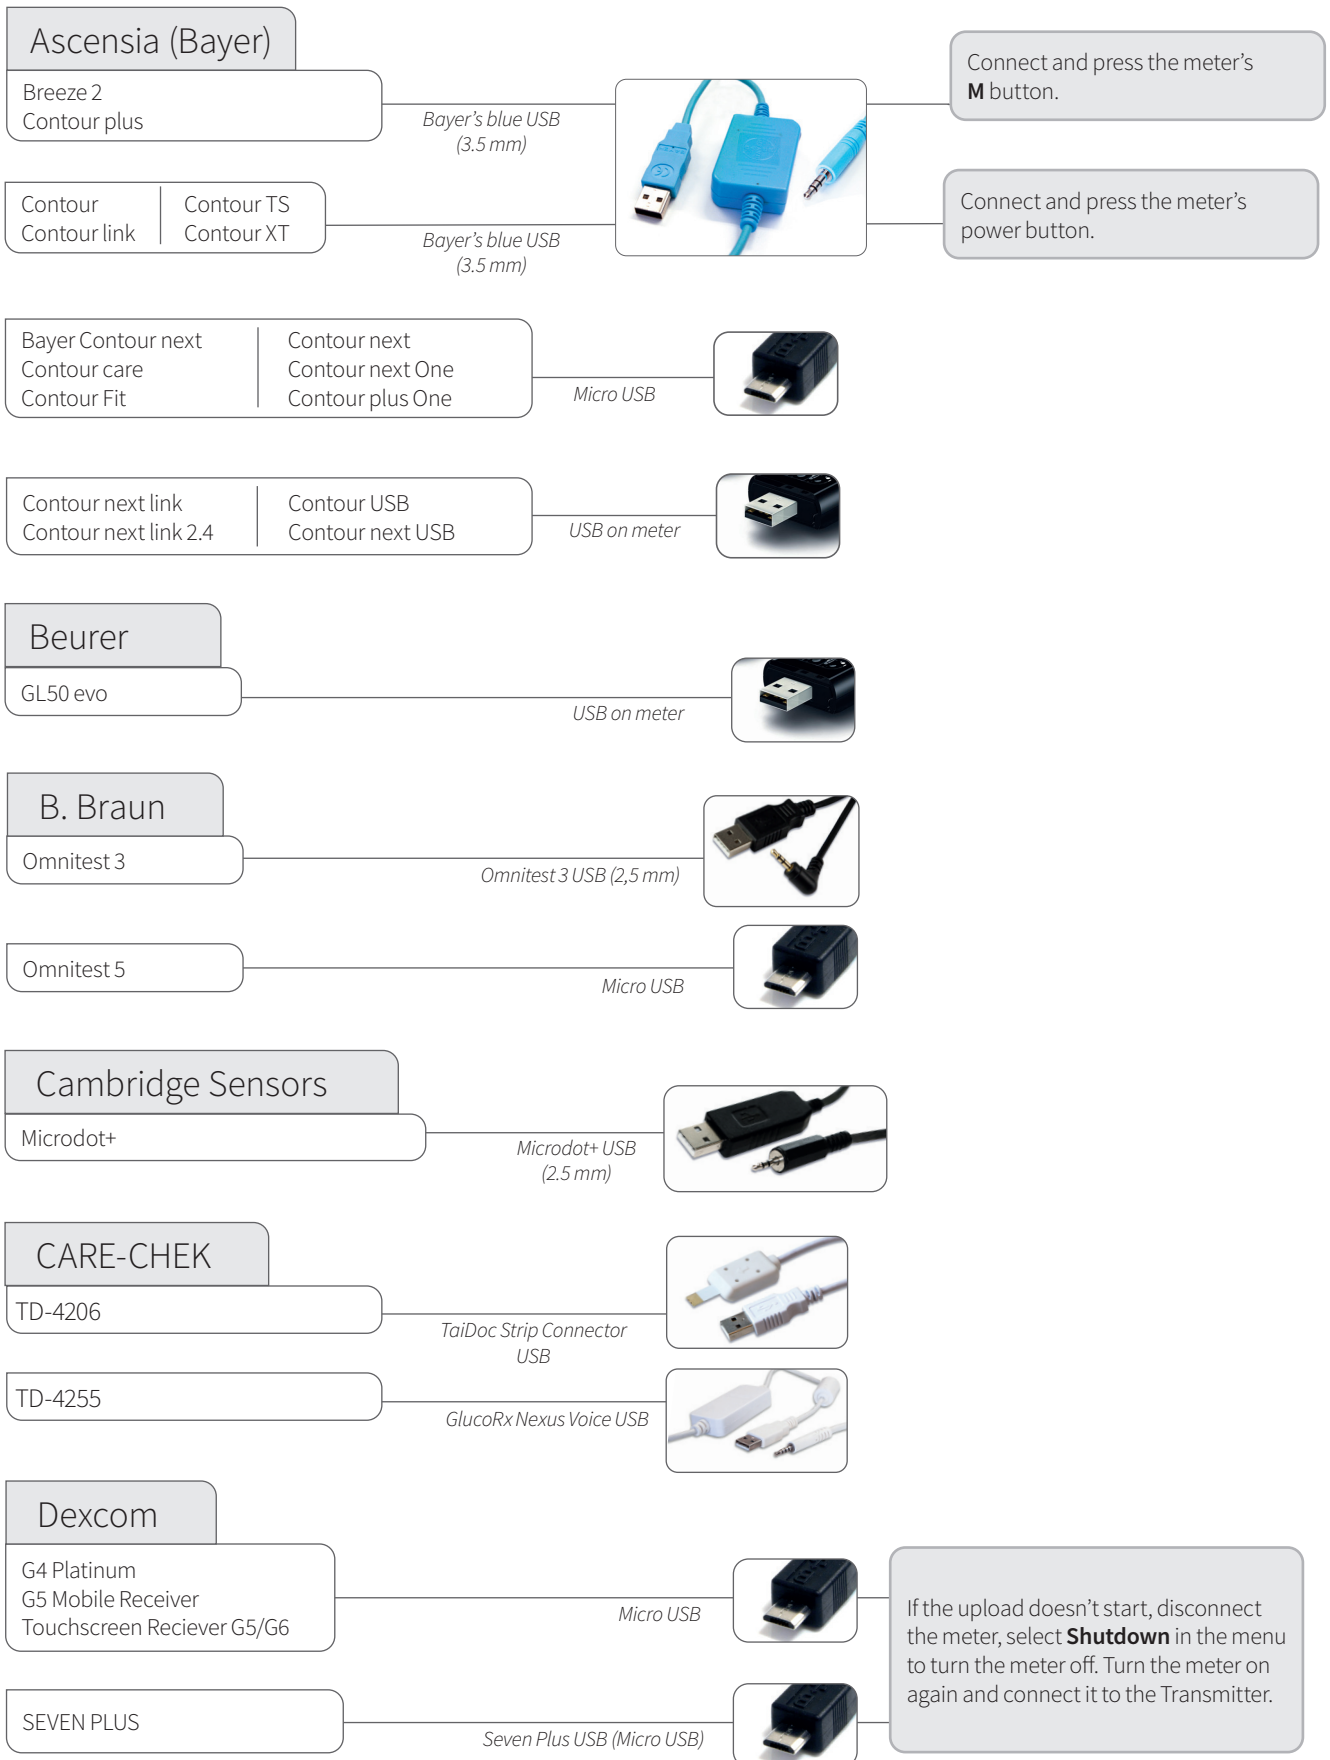 Ascensia (Bayer)
Breeze 2
Contour plus
Bayer's blue USB
(3.5 mm)
Connect and press the meter's
M button.
Contour
Contour link
Contour TS
Contour XT
Bayer's blue USB
(3.5 mm)
Connect and press the meter's
power button.
Bayer Contour next
Contour care
Contour Fit
Contour next
Contour next One
Contour plus One
Micro USB
Contour next link
Contour next link 2.4
Contour USB
Contour next USB
USB on meter
Beurer
GL50 evo
USB on meter
B. Braun
Omnitest 3
Omnitest 3 USB (2,5 mm)
Omnitest 5
Micro USB
Cambridge Sensors
Microdot+
Microdot+ USB
(2.5 mm)
CARE-CHEK
TD-4206
TaiDoc Strip Connector
USB
TD-4255
GlucoRx Nexus Voice USB
Dexcom
G4 Platinum
G5 Mobile Receiver
Touchscreen Reciever G5/G6
Micro USB
If the upload doesn't start, disconnect
the meter, select Shutdown in the menu
to turn the meter off. Turn the meter on
again and connect it to the Transmitter.
SEVEN PLUS
Seven Plus USB (Micro USB)